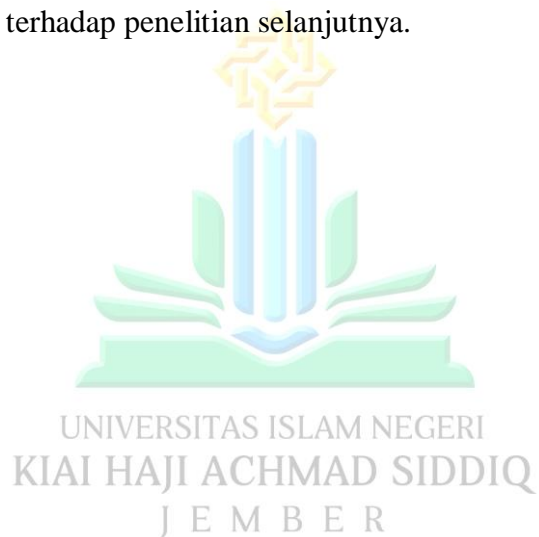 terhadap penelitian selanjutnya.
UNIVERSITAS ISLAM NEGERI
KIAI HAJI ACHMAD SIDDIQ
J E M B E R